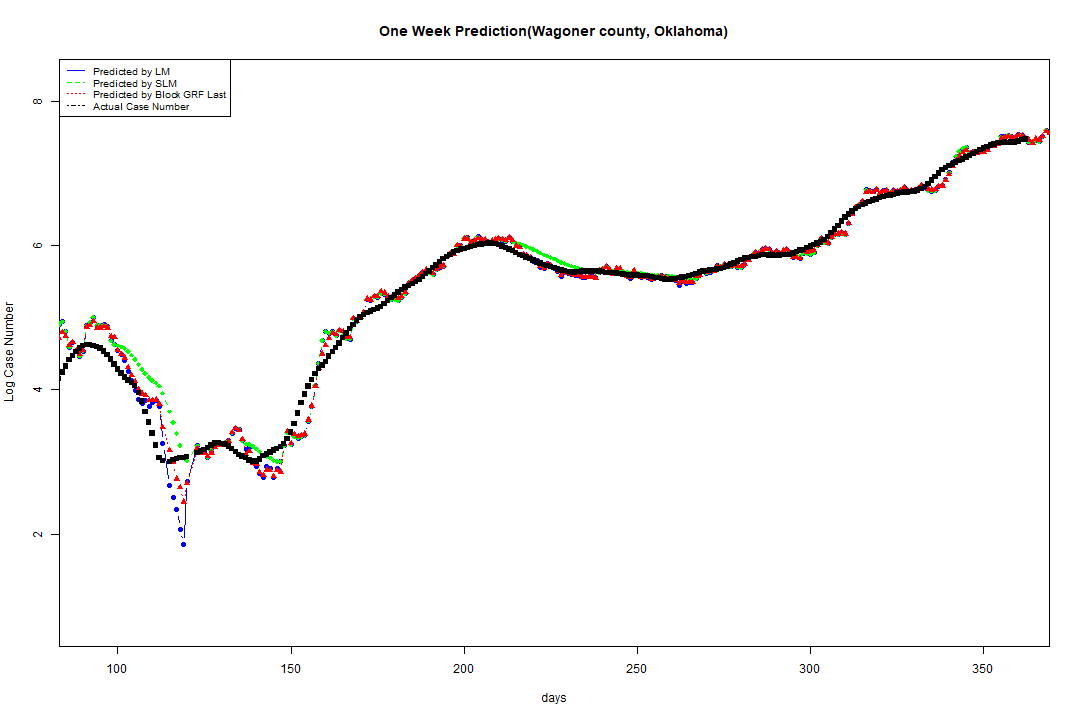 One Week Prediction(Wagoner county, Oklahoma)
Predicted by LM
Predicted by SLM
Predicted by Block GRF Last
Actual Case Number
8
6
4
2
Log Case Number
100 150 200 250 300 350
days